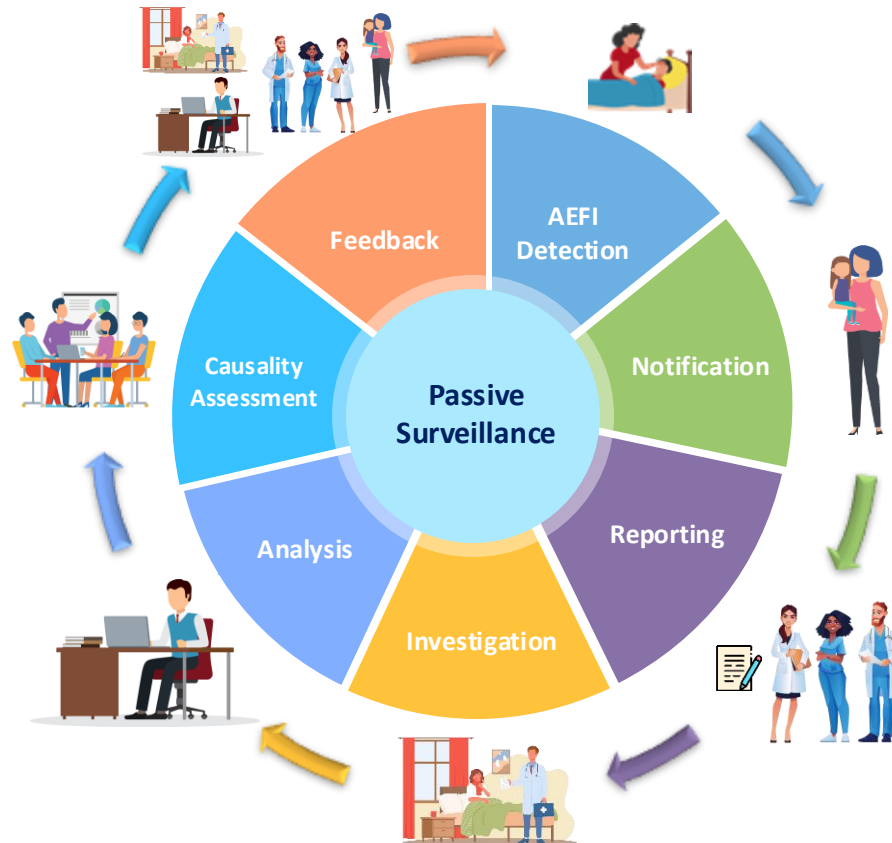 Feedback
AEFI
Detection
Notification
Causality
Assessment
Passive
Surveillance
Reporting
Analysis
Investigation